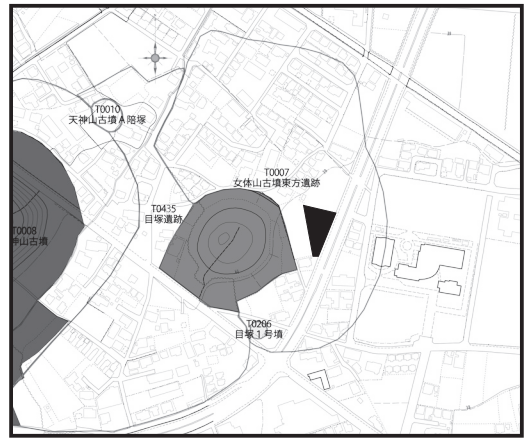 T0010
天神山古墳A陪塚
T0007
女体山古墳東方遺跡
T0435
目塚遺跡
T0008
神山古墳
T0206
目塚1号墳